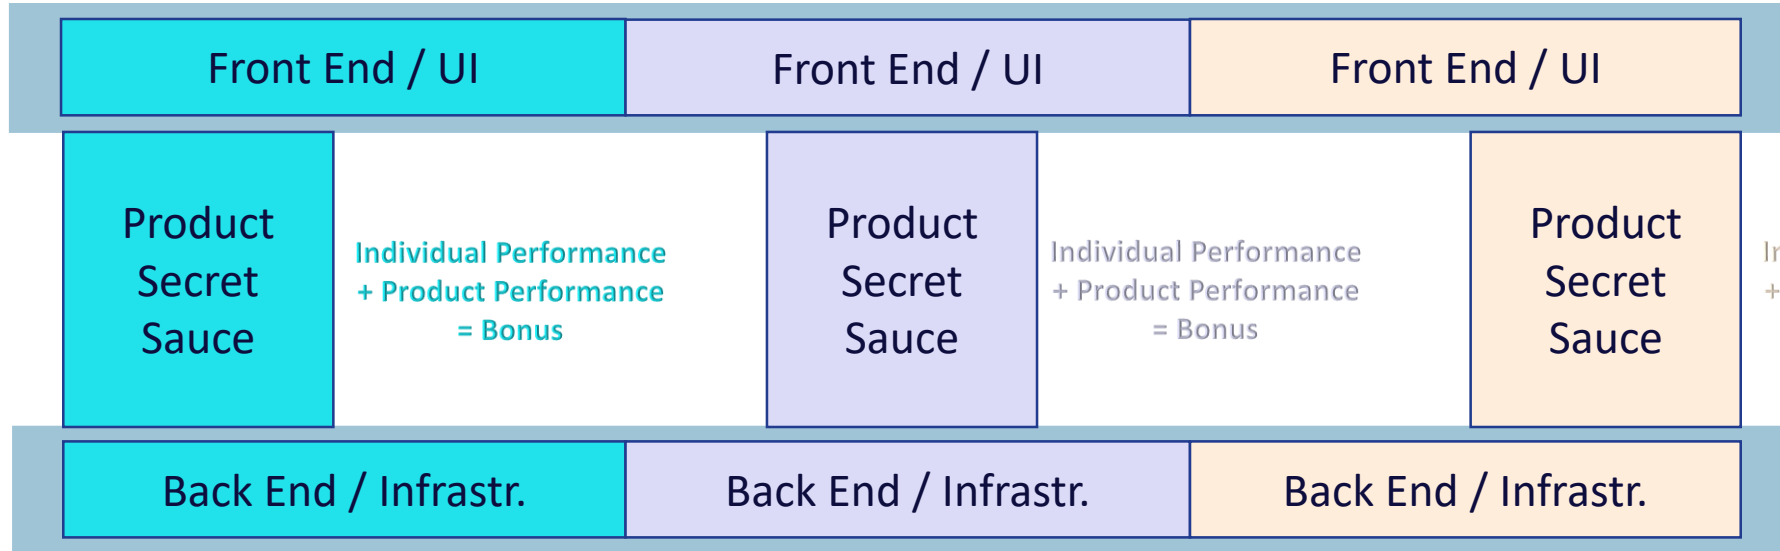 Front End / UI
Front End / UI
Front End / UI
Product
Secret
Sauce
Individual Performance
+ Product Performance
= Bonus
Product
Secret
Sauce
Individual Performance
+ Product Performance
= Bonus
Product
Secret
Sauce
+
Back End / Infrastr.
Back End / Infrastr.
Back End / Infrastr.